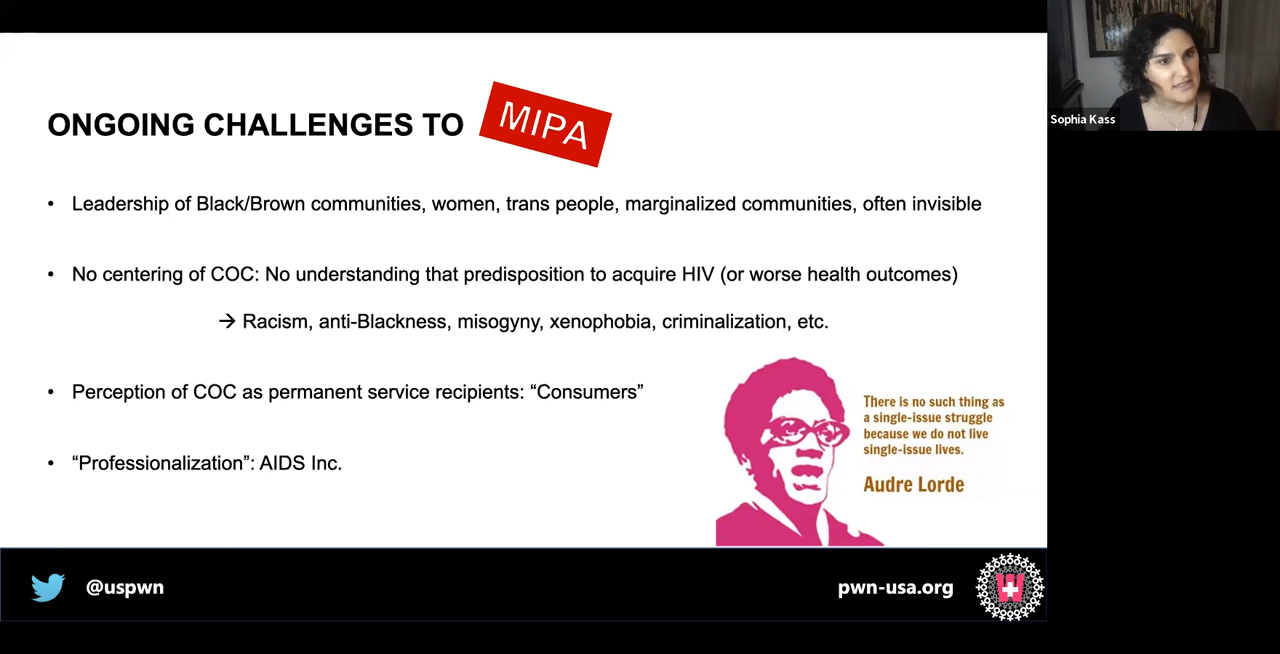 ONGOING CHALLENGES TO MIPA
• Leadership of Black/Brown communities, women, trans people, marginalized communities, often invisible
• No centering of COC: No understanding that predisposition to acquire HIV (or worse health outcomes)
→ Racism, anti-Blackness, misogyny, xenophobia, criminalization, etc.
• Perception of COC as permanent service recipients: “Consumers”
• “Professionalization”: AIDS Inc.
There is no such thing as
a single-issue struggle
because we do not live
single-issue lives.
Audre Lorde
@uspwn
pwn-usa.org
W
Sophia Kass